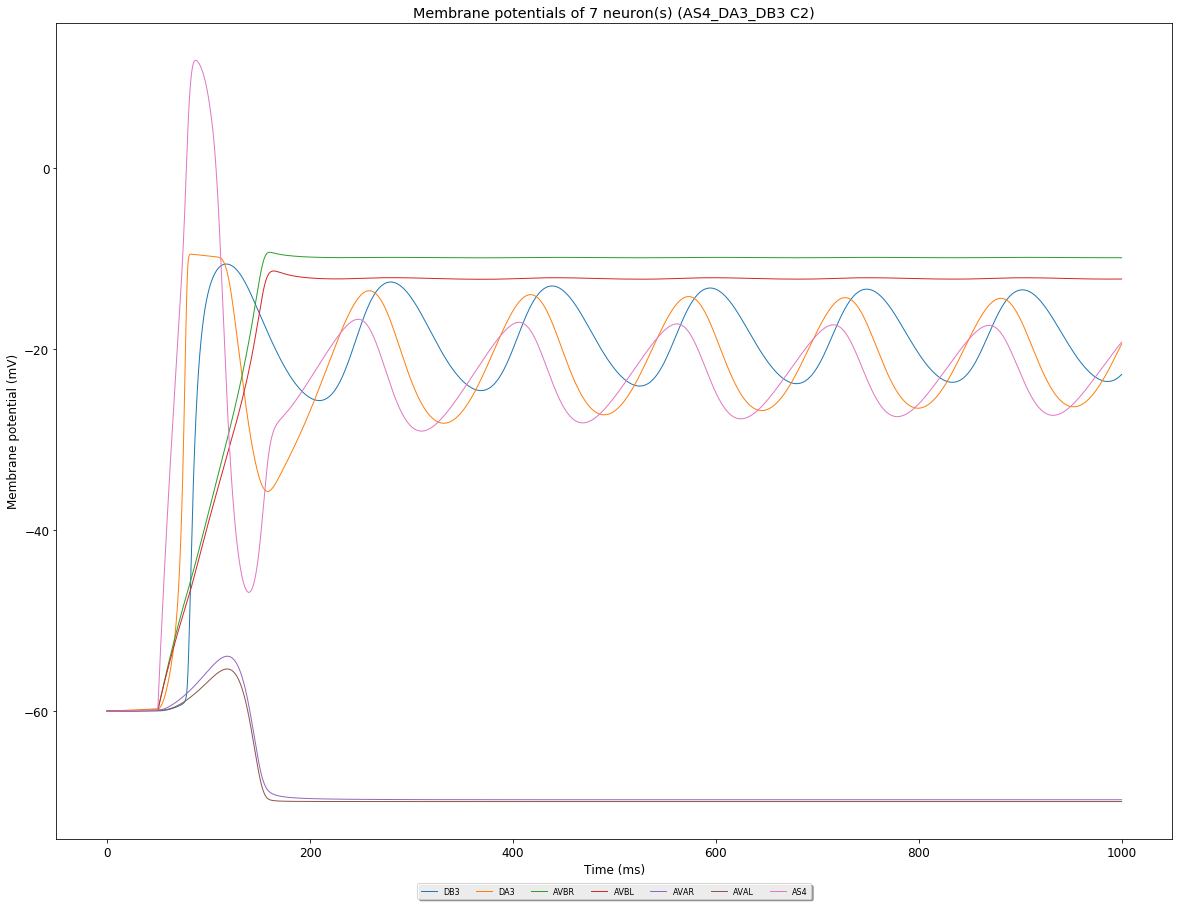 Membrane potentials of 7 neuron(s) (AS4_DA3_DB3 C2)
Membrane potential (mV)
0
−20
−40
−60
0 200 400 600 800 1000
Time (ms)
DB3 DA3 AVBR AVBL AVAR AVAL AS4